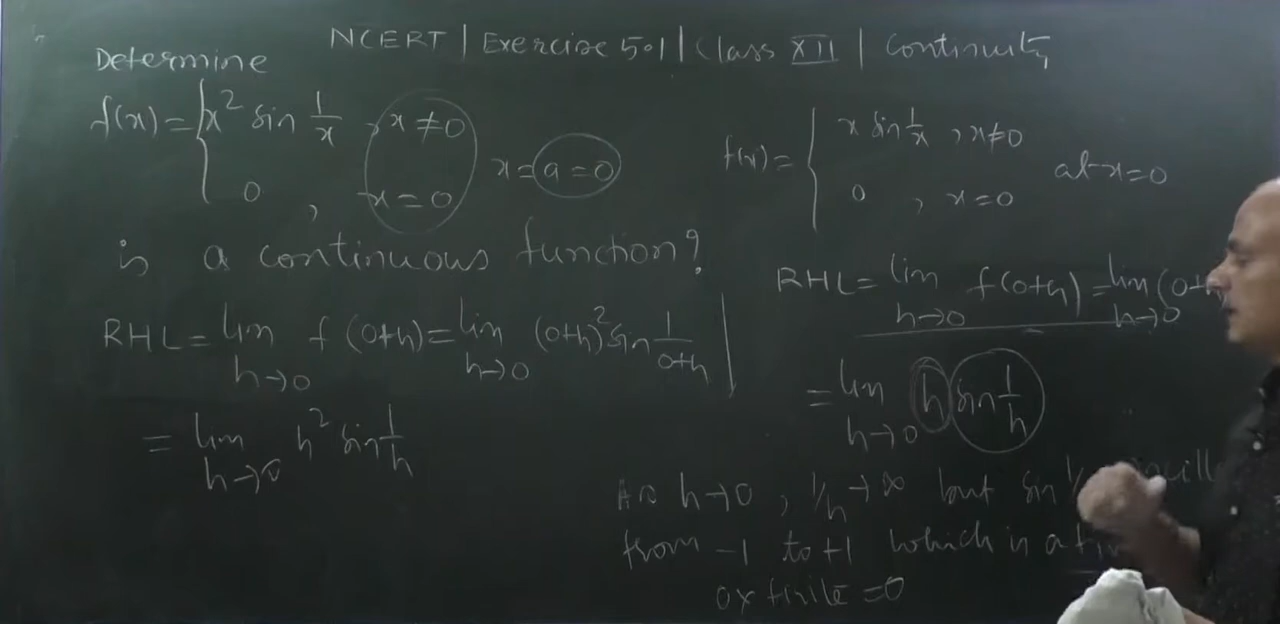 NCERT | Exercise 5.1 | Class XII | Continuity
Determine
f(x) = { x² sin 1/x , x ≠ 0
0 , x = 0
x = a = 0
is a continuous function?
RHL = lim h→0 f(0+h) = lim h→0 (0+h)² sin 1/0+h
= lim h→0 h² sin 1/h
f(x) = { x sin 1/x , x ≠ 0
0 , x = 0
at x = 0
RHL = lim h→0 f(0+h) = lim h→0 (0+
= lim h→0 h sin 1/h
As h→0 , 1/h → ∞ but sin 1/
from -1 to +1 which is a
0 x finite = 0